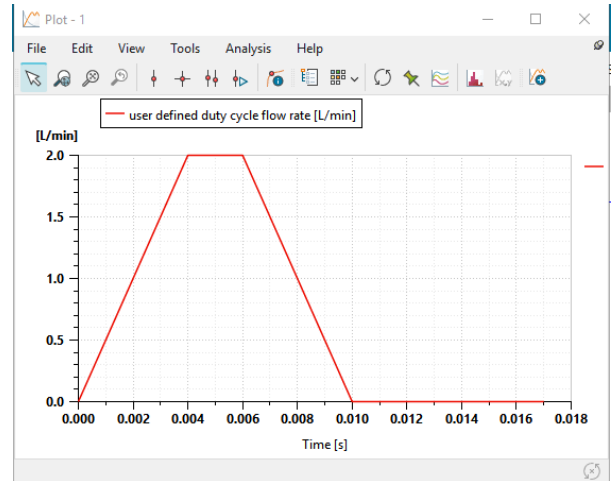 Plot - 1
File Edit View Tools Analysis Help
user defined duty cycle flow rate [L/min]
[L/min]
2.0
1.5
1.0
0.5
0.0
0.000 0.002 0.004 0.006 0.008 0.010 0.012 0.014 0.016 0.018
Time [s]